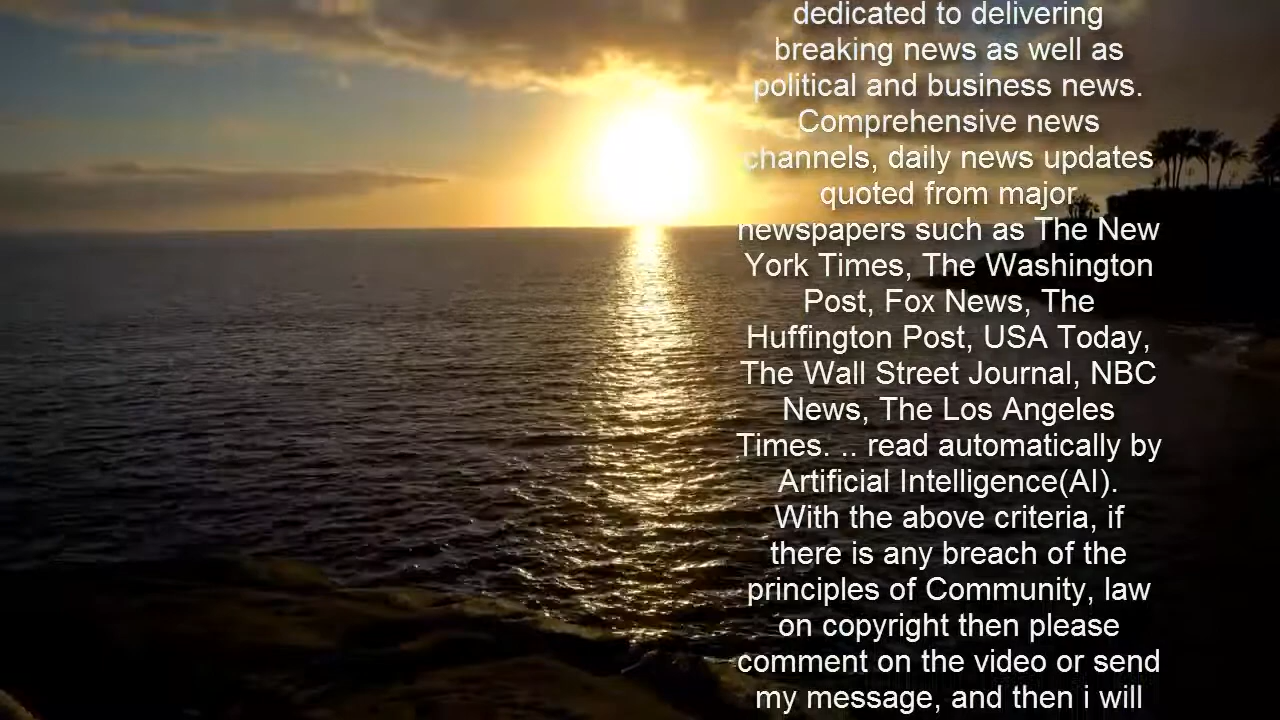 dedicated to delivering
breaking news as well as
political and business news.
Comprehensive news
channels, daily news updates
quoted from major
newspapers such as The New
York Times, The Washington
Post, Fox News, The
Huffington Post, USA Today,
The Wall Street Journal, NBC
News, The Los Angeles
Times. .. read automatically by
Artificial Intelligence(AI).
With the above criteria, if
there is any breach of the
principles of Community, law
on copyright then please
comment on the video or send
my message, and then i will